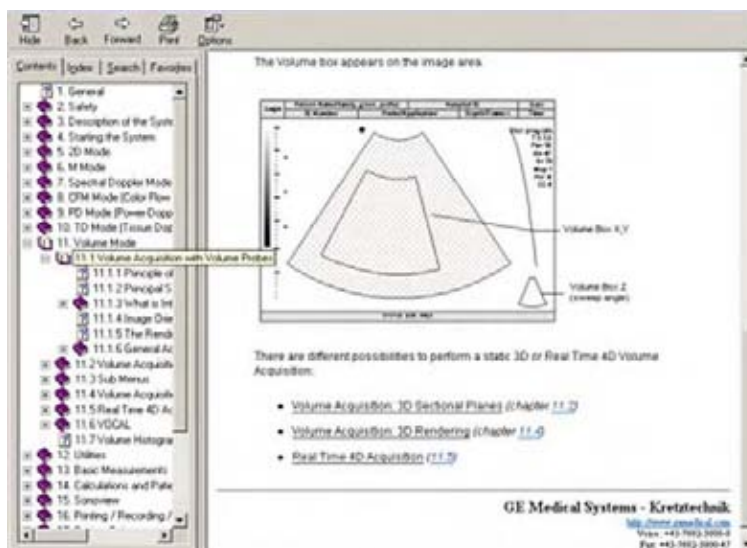 Hide Back Forward Print Options
Contents Index Search Favorites
1. General
2. Safety
3. Description of the Syste
4. Starting the System
5. 2D Mode
6. M Mode
7. Spectral Doppler Mode
8. CFM Mode (Color Flow
9. PD Mode (Power Dopp
10. TD Mode (Tissue Dop
11. Volume Mode
11.1 Volume Acquisition with Volume Probes
11.1.1 Principle of
11.1.2 Principal S
11.1.3 What is Int
11.1.4 Image Orien
11.1.5 The Rendi
11.1.6 General Ac
11.2 Volume Acquisiti
11.3 Sub Menus
11.4 Volume Acquisiti
11.5 Real Time 4D Ac
11.6 VOCAL
11.7 Volume Histogra
12. Utilities
13. Basic Measurements
14. Calculations and Patie
15. Sonoview
16. Printing / Recording /
The Volume box appears on the image area.
Volume Box X,Y
Volume Box Z
(sweep angle)
There are different possibilities to perform a static 3D or Real Time 4D Volume
Acquisition:
• Volume Acquisition: 3D Sectional Planes (chapter 11.2)
• Volume Acquisition: 3D Rendering (chapter 11.4)
• Real Time 4D Acquisition (11.5)
GE Medical Systems - Kretztechnik